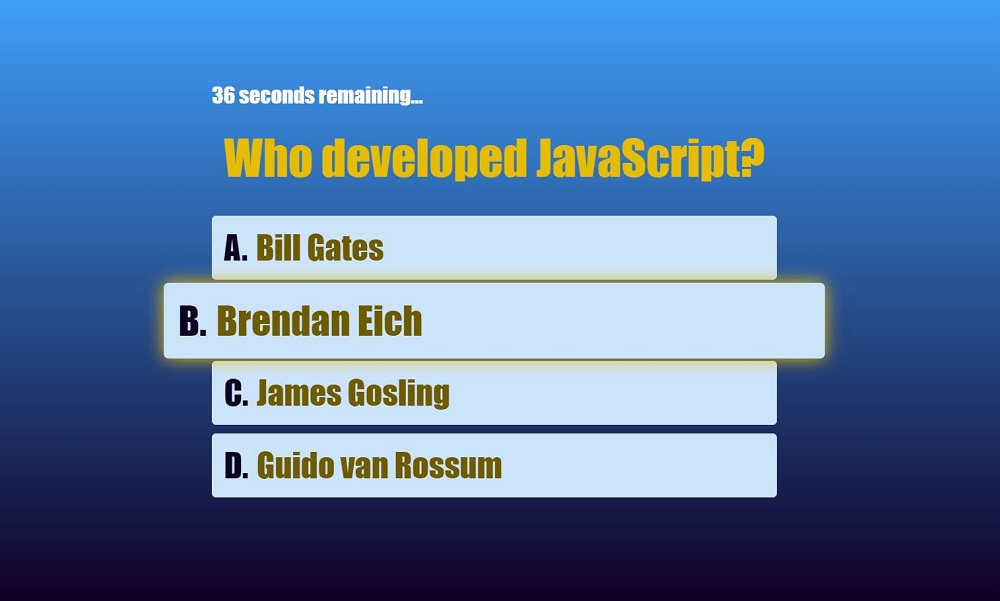 36 seconds remaining...
Who developed JavaScript?
A. Bill Gates
B. Brendan Eich
C. James Gosling
D. Guido van Rossum